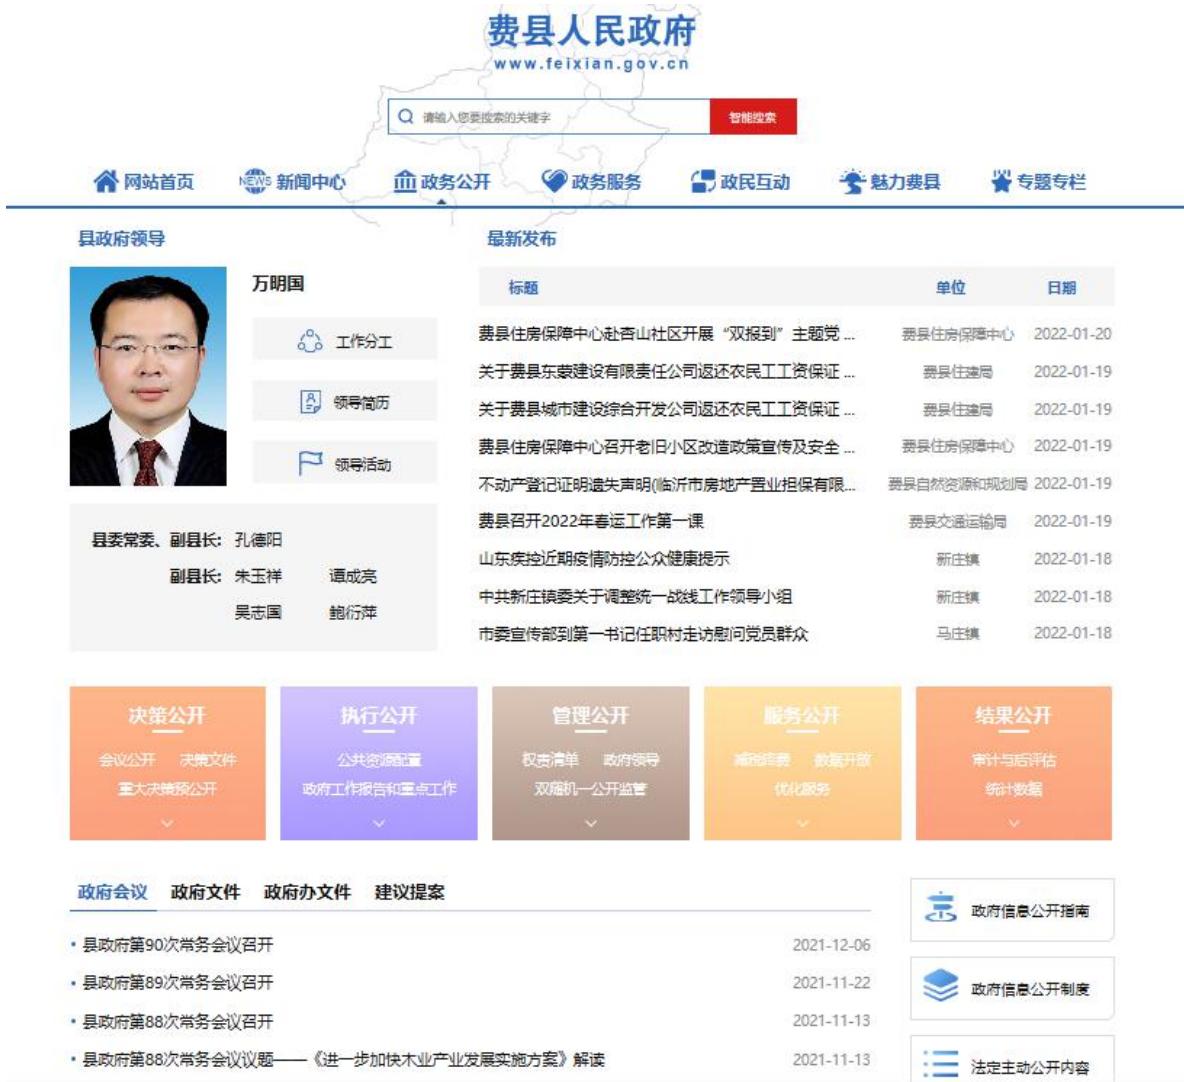 费县人民政府
www.feixian.gov.cn
请输入您要搜索的关键字 智能搜索
网站首页 NEWS 新闻中心 政务公开 政务服务 政民互动 魅力费县 专题专栏
县政府领导
万明国
工作分工
领导简历
领导活动
县委常委、副县长: 孔德阳
副县长: 朱玉祥 谭成亮
吴志国 鲍衍萍
最新发布
标题 单位 日期
费县住房保障中心赴杏山社区开展“双报到”主题党 ... 费县住房保障中心 2022-01-20
关于费县东蒙建设有限责任公司返还农民工工资保证 ... 费县住建局 2022-01-19
关于费县城市建设综合开发公司返还农民工工资保证 ... 费县住建局 2022-01-19
费县住房保障中心召开老旧小区改造政策宣传及安全 ... 费县住房保障中心 2022-01-19
不动产登记证明遗失声明(临沂市房地产置业担保有限... 费县自然资源和规划局 2022-01-19
费县召开2022年春运工作第一课 费县交通运输局 2022-01-19
山东疾控近期疫情防控公众健康提示 新庄镇 2022-01-18
中共新庄镇委关于调整统一战线工作领导小组 新庄镇 2022-01-18
市委宣传部到第一书记任职村走访慰问党员群众 马庄镇 2022-01-18
决策公开
会议公开 决策文件
重大决策预公开
执行公开
公共资源配置
政府工作报告和重点工作
管理公开
权责清单 政府领导
双随机一公开监管
服务公开
减税降费 数据开放
优化服务
结果公开
审计与后评估
统计数据
政府会议 政府文件 政府办文件 建议提案
县政府第90次常务会议召开 2021-12-06
县政府第89次常务会议召开 2021-11-22
县政府第88次常务会议召开 2021-11-13
县政府第88次常务会议议题——《进一步加快木业产业发展实施方案》解读 2021-11-13
政府信息公开指南
政府信息公开制度
法定主动公开内容